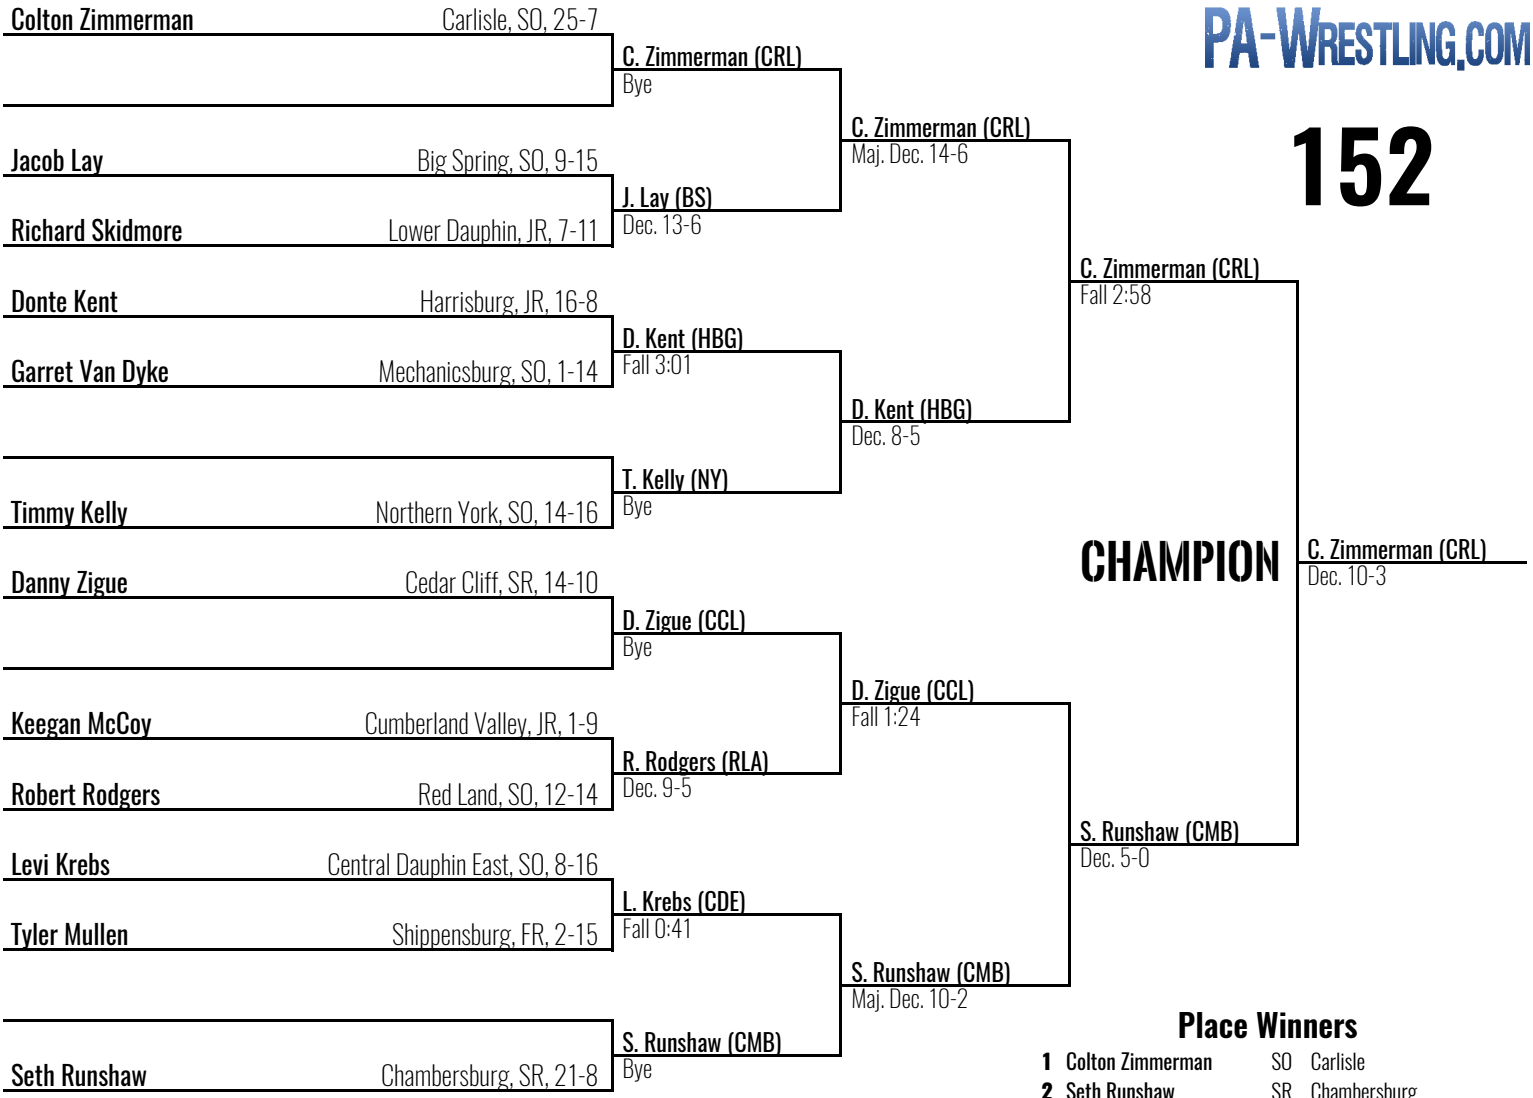 PA-WRESTLING.COM
152
Colton Zimmerman Carlisle, SO, 25-7
C. Zimmerman (CRL)
Bye
C. Zimmerman (CRL)
Maj. Dec. 14-6
Jacob Lay Big Spring, SO, 9-15
J. Lay (BS)
Dec. 13-6
Richard Skidmore Lower Dauphin, JR, 7-11
C. Zimmerman (CRL)
Fall 2:58
Donte Kent Harrisburg, JR, 16-8
D. Kent (HBG)
Fall 3:01
Garret Van Dyke Mechanicsburg, SO, 1-14
D. Kent (HBG)
Dec. 8-5
T. Kelly (NY)
Bye
Timmy Kelly Northern York, SO, 14-16
CHAMPION
C. Zimmerman (CRL)
Dec. 10-3
Danny Zigue Cedar Cliff, SR, 14-10
D. Zigue (CCL)
Bye
D. Zigue (CCL)
Fall 1:24
Keegan McCoy Cumberland Valley, JR, 1-9
R. Rodgers (RLA)
Dec. 9-5
Robert Rodgers Red Land, SO, 12-14
S. Runshaw (CMB)
Dec. 5-0
Levi Krebs Central Dauphin East, SO, 8-16
L. Krebs (CDE)
Fall 0:41
Tyler Mullen Shippensburg, FR, 2-15
S. Runshaw (CMB)
Maj. Dec. 10-2
S. Runshaw (CMB)
Bye
Seth Runshaw Chambersburg, SR, 21-8
Place Winners
1 Colton Zimmerman SO Carlisle
2 Seth Runshaw SR Chambersburg